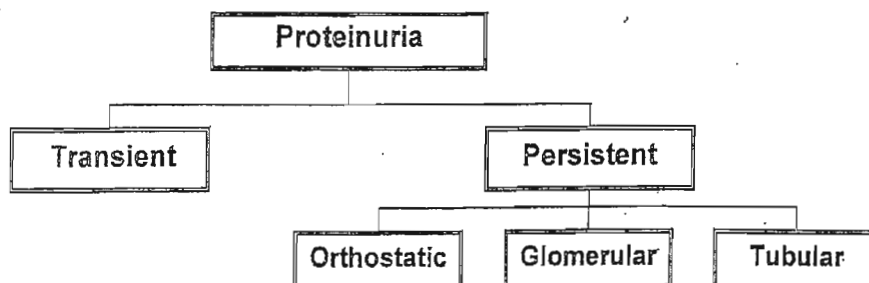 Proteinuria
Transient
Persistent
Orthostatic
Glomerular
Tubular